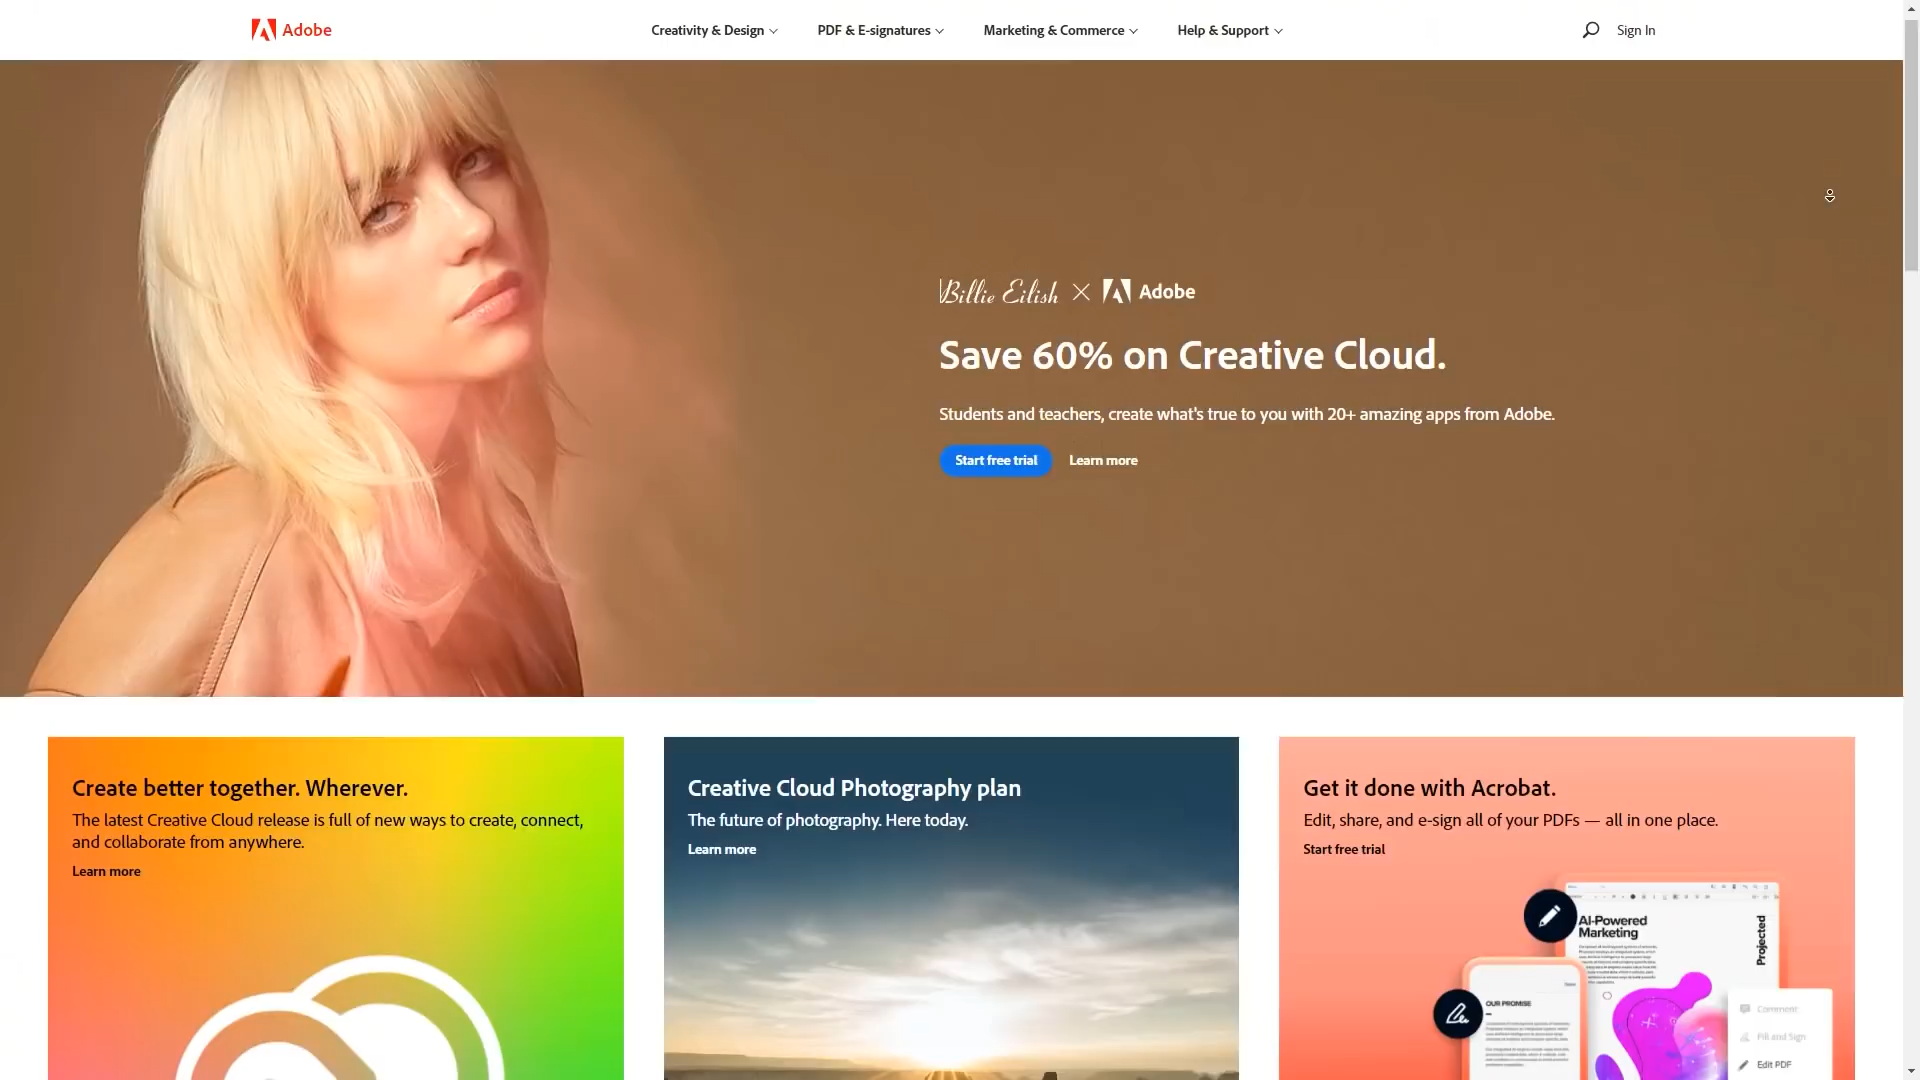 Adobe
Creativity & Design
PDF & E-signatures
Marketing & Commerce
Help & Support
Sign In
Billie Eilish
Adobe
Save 60% on Creative Cloud.
Students and teachers, create what's true to you with 20+ amazing apps from Adobe.
Start free trial
Learn more
Create better together. Wherever.
The latest Creative Cloud release is full of new ways to create, connect,
and collaborate from anywhere.
Learn more
Creative Cloud Photography plan
The future of photography. Here today.
Learn more
Get it done with Acrobat.
Edit, share, and e-sign all of your PDFs — all in one place.
Start free trial
AI-Powered
Marketing
Projected
OUR PROMISE
Comment
Fill and Sign
Edit PDF